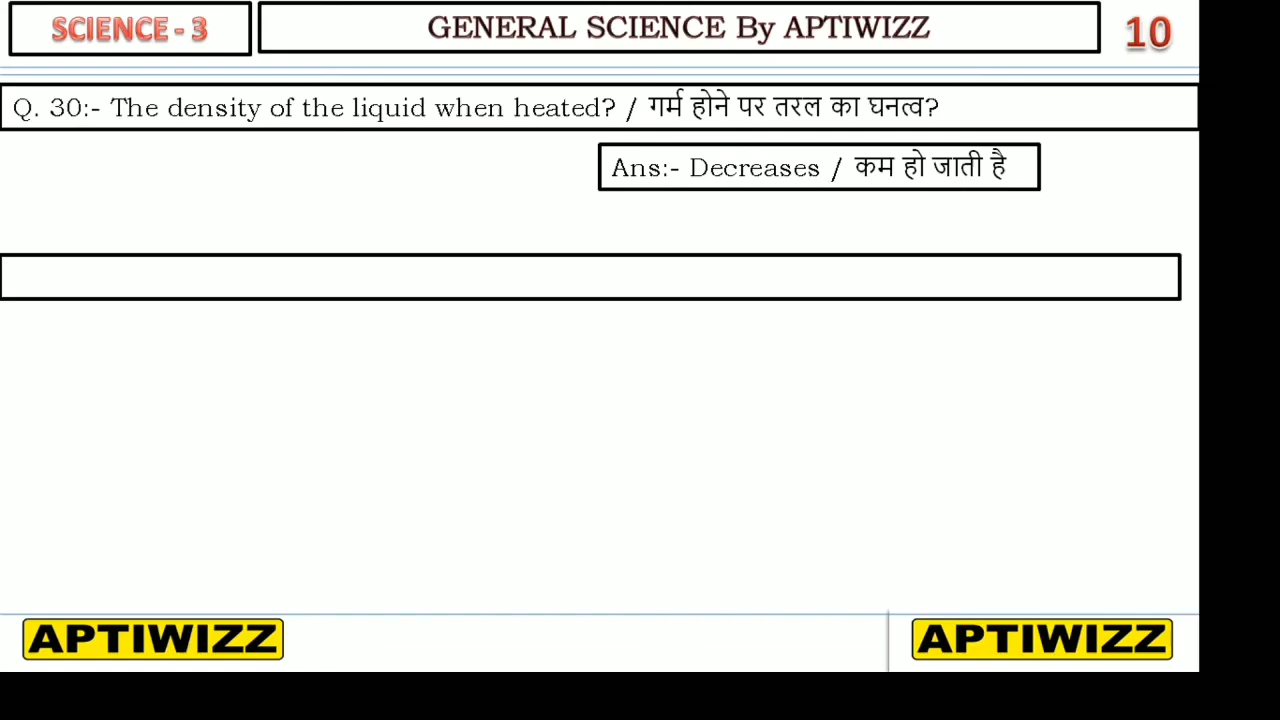 SCIENCE - 3
GENERAL SCIENCE By APTIWIZZ
10
Q. 30:- The density of the liquid when heated? / गर्म होने पर तरल का घनत्व?
Ans:- Decreases / कम हो जाती है
APTIWIZZ
APTIWIZZ